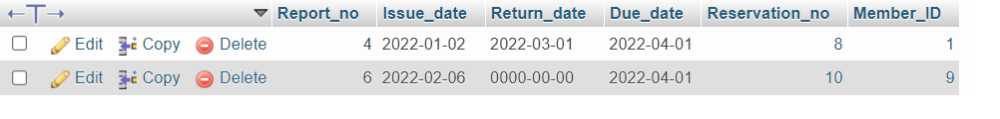 Report_no Issue_date Return_date Due_date Reservation_no Member_ID
Edit Copy Delete 4 2022-01-02 2022-03-01 2022-04-01 8 1
Edit Copy Delete 6 2022-02-06 0000-00-00 2022-04-01 10 9